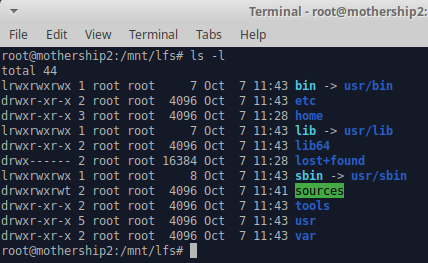 Terminal - root@mothership2:
File Edit View Terminal Tabs Help
root@mothership2:/mnt/lfs# ls -l
total 44
lrwxrwxrwx 1 root root     7 Oct  7 11:43 bin -> usr/bin
drwxr-xr-x 2 root root  4096 Oct  7 11:43 etc
drwxr-xr-x 3 root root  4096 Oct  7 11:28 home
lrwxrwxrwx 1 root root     7 Oct  7 11:43 lib -> usr/lib
drwxr-xr-x 2 root root  4096 Oct  7 11:43 lib64
drwx------ 2 root root 16384 Oct  7 11:28 lost+found
lrwxrwxrwx 1 root root     8 Oct  7 11:43 sbin -> usr/sbin
drwxrwxrwt 2 root root  4096 Oct  7 11:41 sources
drwxr-xr-x 2 root root  4096 Oct  7 11:43 tools
drwxr-xr-x 5 root root  4096 Oct  7 11:43 usr
drwxr-xr-x 2 root root  4096 Oct  7 11:43 var
root@mothership2:/mnt/lfs#